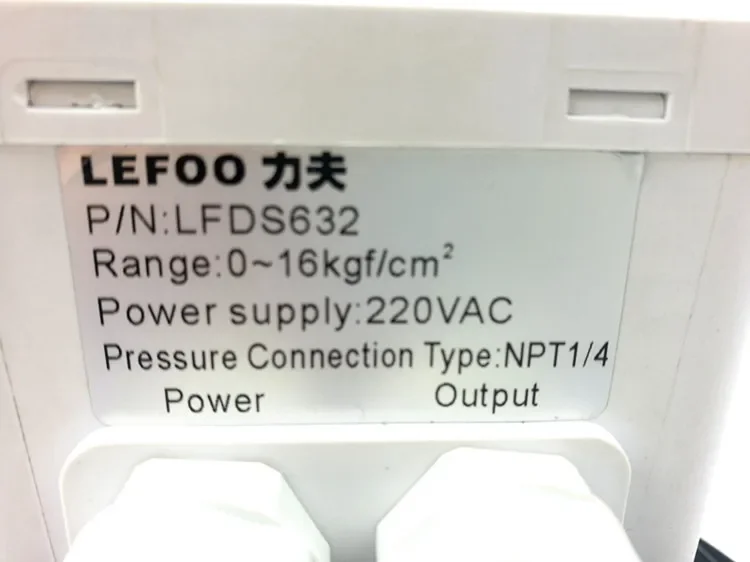 LEFOO 力夫
P/N:LFDS632
Range:0~16kgf/cm²
Power supply:220VAC
Pressure Connection Type:NPT1/4
Power Output